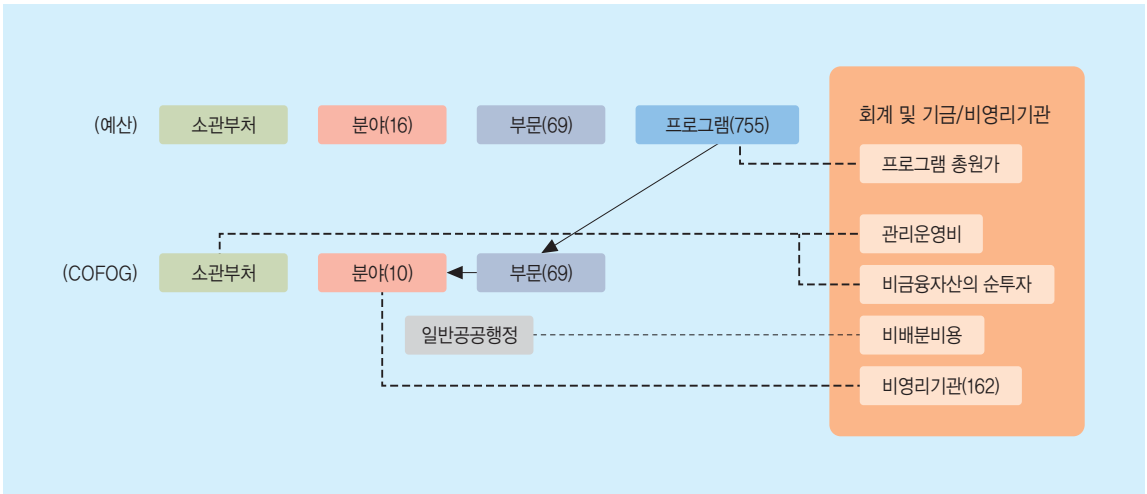 (예산)
소관부처
분야(16)
부문(69)
프로그램(755)
회계 및 기금/비영리기관
프로그램 총원가
관리운영비
(COFOG)
소관부처
분야(10)
부문(69)
비금융자산의 순투자
일반공공행정
비배분비용
비영리기관(162)